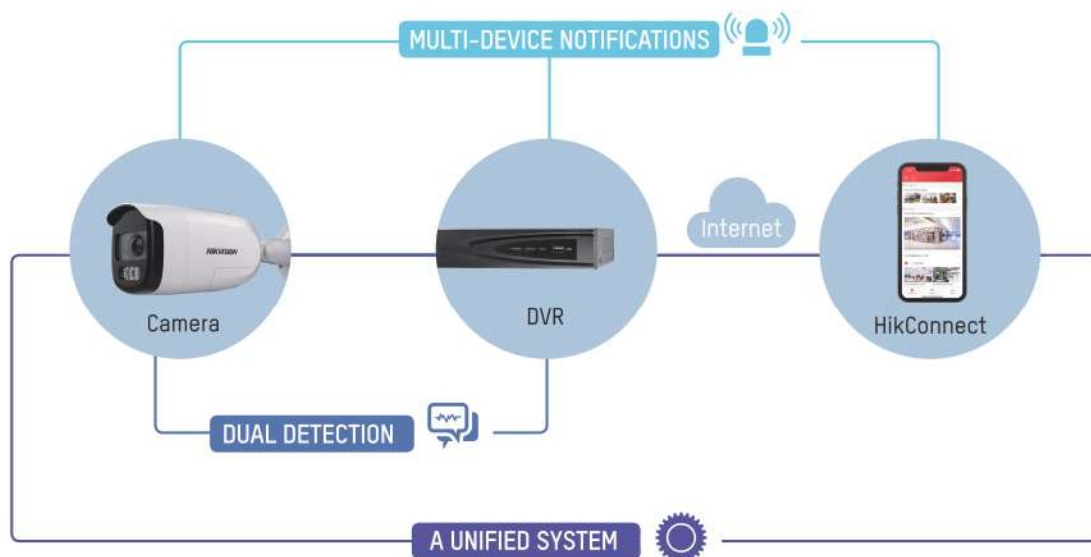 MULTI-DEVICE NOTIFICATIONS
Internet
HIKVISION
Camera
DVR
HikConnect
DUAL DETECTION
A UNIFIED SYSTEM